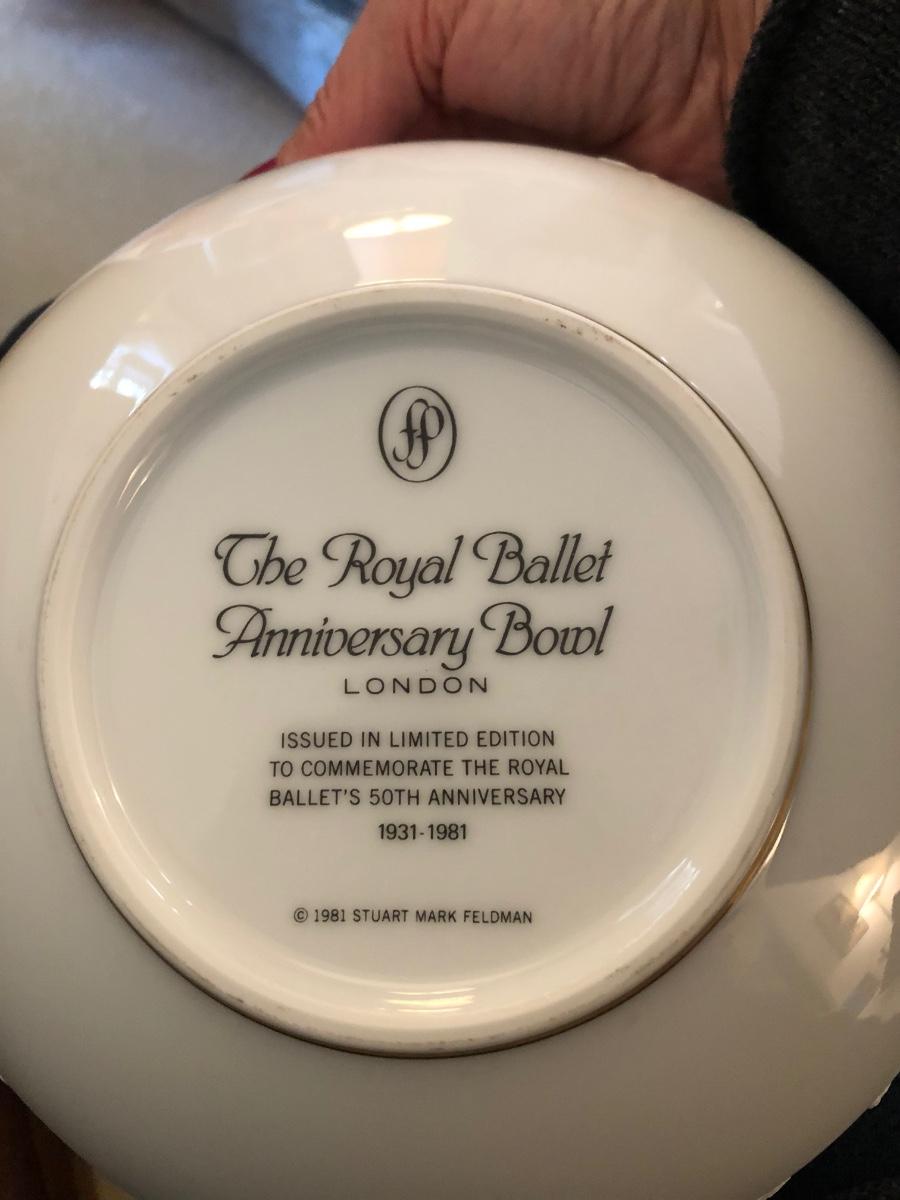 fp
The Royal Ballet
Anniversary Bowl
LONDON
ISSUED IN LIMITED EDITION
TO COMMEMORATE THE ROYAL
BALLET'S 50TH ANNIVERSARY
1931-1981
© 1981 STUART MARK FELDMAN